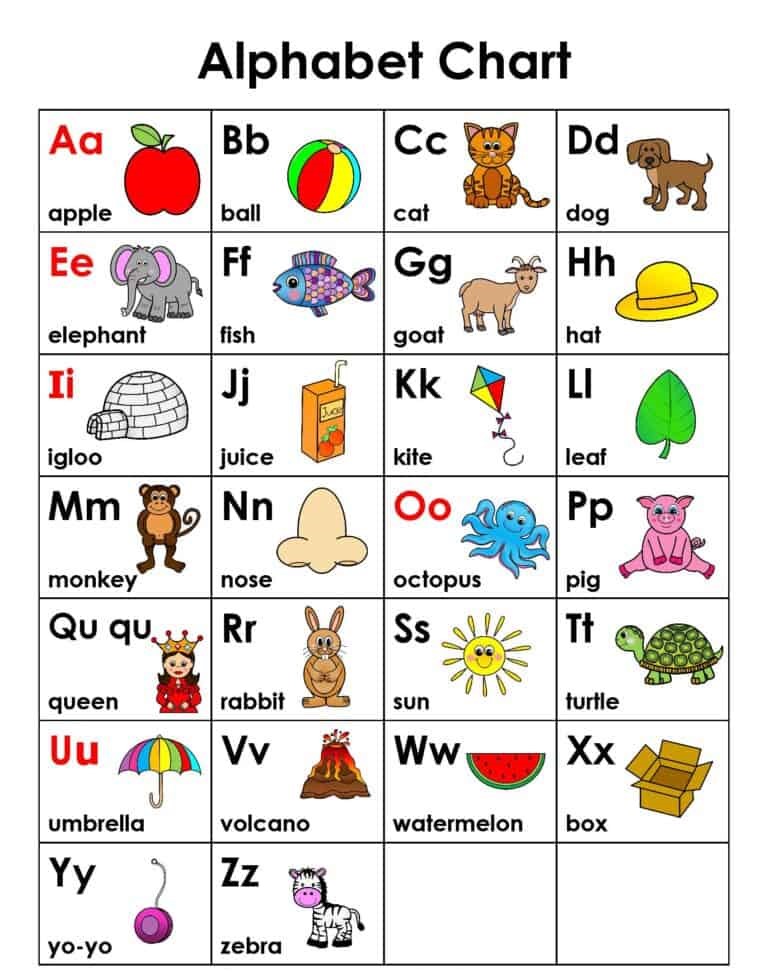 Alphabet Chart
Aa
apple
Bb
ball
Cc
cat
Dd
dog
Ee
elephant
Ff
fish
Gg
goat
Hh
hat
Ii
igloo
Jj
Juice
juice
Kk
kite
Ll
leaf
Mm
monkey
Nn
nose
Oo
octopus
Pp
pig
Qu qu
queen
Rr
rabbit
Ss
sun
Tt
turtle
Uu
umbrella
Vv
volcano
Ww
watermelon
Xx
box
Yy
yo-yo
Zz
zebra